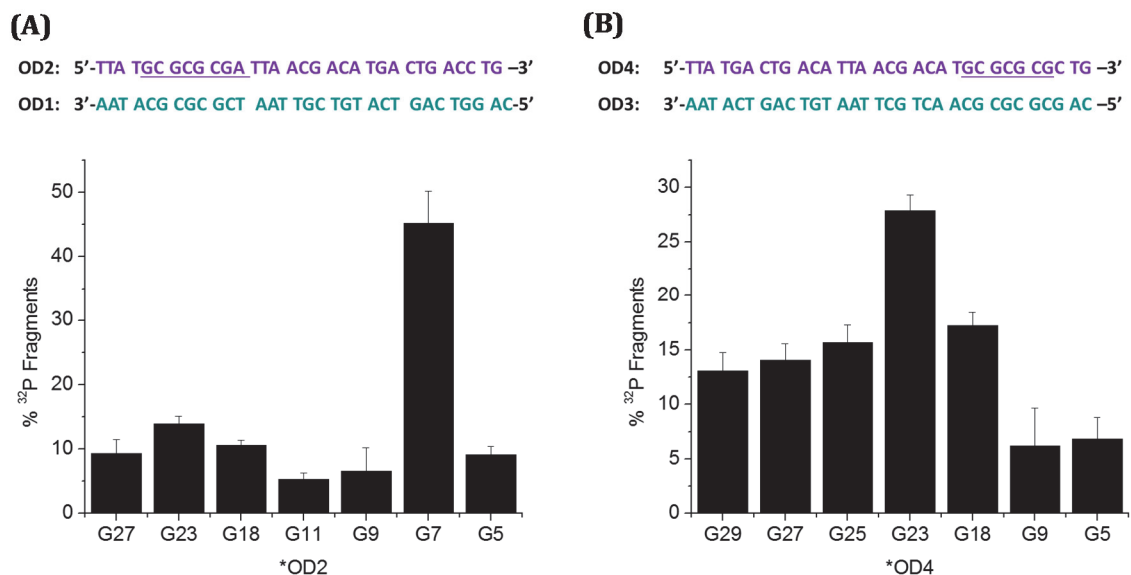 (A)
OD2: 5’-TTA TGC GCG CGA TTA ACG ACA TGA CTG ACC TG –3’
OD1: 3’-AAT ACG CGC GCT AAT TGC TGT ACT GAC TGG AC-5’
50
40
30
20
10
0
% 32P Fragments
G27 G23 G18 G11 G9 G7 G5
*OD2
(B)
OD4: 5’-TTA TGA CTG ACA TTA ACG ACA TGC GCG CGC TG –3’
OD3: 3’-AAT ACT GAC TGT AAT TCG TCA ACG CGC GCG AC –5’
30
25
20
15
10
5
0
% 32P Fragments
G29 G27 G25 G23 G18 G9 G5
*OD4